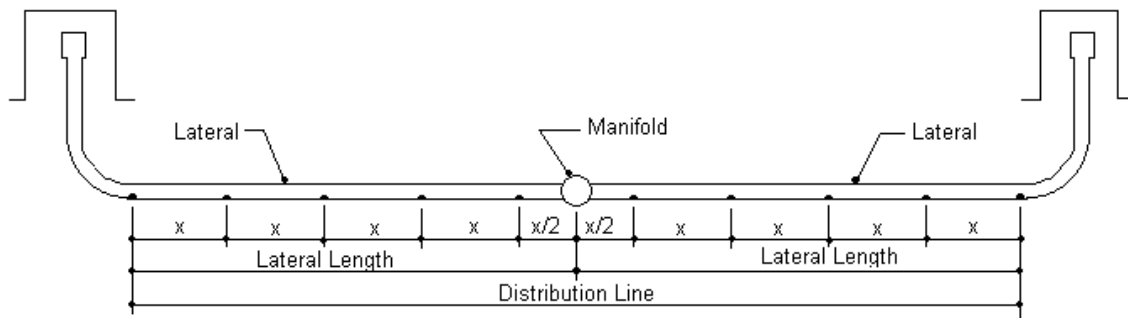 Lateral
Manifold
Lateral
x x x x x/2 x/2 x x x x
Lateral Length Lateral Length
Distribution Line